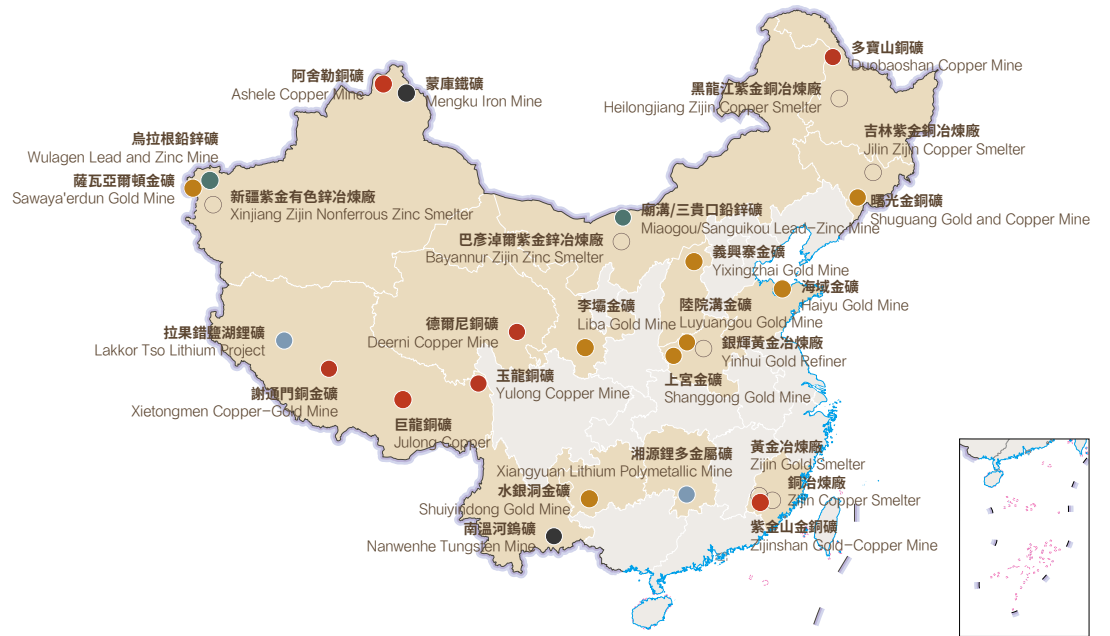 多寶山銅礦
Duobaoshan Copper Mine
阿舍勒銅礦
Ashele Copper Mine
蒙庫鐵礦
Mengku Iron Mine
黑龍江紫金銅冶煉廠
Heilongjiang Zijin Copper Smelter
吉林紫金銅冶煉廠
Jilin Zijin Copper Smelter
烏拉根鉛鋅礦
Wulagen Lead and Zinc Mine
薩瓦亞爾頓金礦
Sawaya'erdun Gold Mine
新疆紫金有色鋅冶煉廠
Xinjiang Zijin Nonferrous Zinc Smelter
曙光金銅礦
Shuguang Gold and Copper Mine
廟溝/三貴口鉛鋅礦
Miaogou/Sanguikou Lead-Zinc Mine
巴彥淖爾紫金鋅冶煉廠
Bayannur Zijin Zinc Smelter
義興寨金礦
Yixingzhai Gold Mine
海域金礦
Haiyu Gold Mine
李壩金礦
Liba Gold Mine
陸院溝金礦
Luyuangou Gold Mine
德爾尼銅礦
Deerni Copper Mine
拉果錯鹽湖鋰礦
Lakkor Tso Lithium Project
銀輝黃金冶煉廠
Yinhui Gold Refiner
玉龍銅礦
Yulong Copper Mine
上宮金礦
Shanggong Gold Mine
謝通門銅金礦
Xietongmen Copper-Gold Mine
巨龍銅礦
Julong Copper
湘源鋰多金屬礦
Xiangyuan Lithium Polymetallic Mine
黃金冶煉廠
Zijin Gold Smelter
銅冶煉廠
Zijin Copper Smelter
水銀洞金礦
Shuiyindong Gold Mine
紫金山金銅礦
Zijinshan Gold-Copper Mine
南溫河鎢礦
Nanwenhe Tungsten Mine